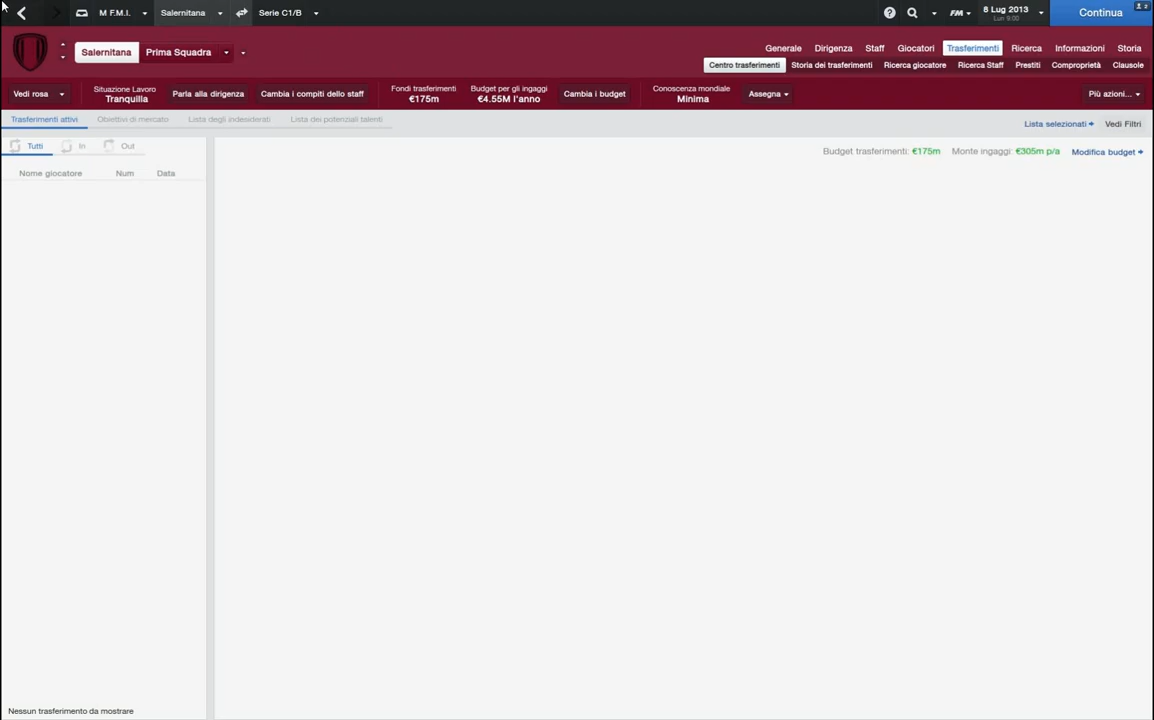 M F.M.I. Salernitana Serie C1/B ? FM 8 Lug 2013 Continua 2
Lun 9:00
Salernitana Prima Squadra
Generale Dirigenza Staff Giocatori Trasferimenti Ricerca Informazioni Storia
Centro trasferimenti Storia dei trasferimenti Ricerca giocatore Ricerca Staff Prestiti Comproprietà Clausole
Vedi rosa
Situazione Lavoro
Tranquilla
Parla alla dirigenza
Cambia i compiti dello staff
Fondi trasferimenti
€175m
Budget per gli ingaggi
€4.55M l'anno
Cambia i budget
Conoscenza mondiale
Minima
Assegna
Più azioni...
Trasferimenti attivi Obiettivi di mercato Lista degli indesiderati Lista dei potenziali talenti
Lista selezionati Vedi Filtri
Tutti In Out
Budget trasferimenti: €175m Monte ingaggi: €305m p/a Modifica budget
Nome giocatore Num Data
Nessun trasferimento da mostrare